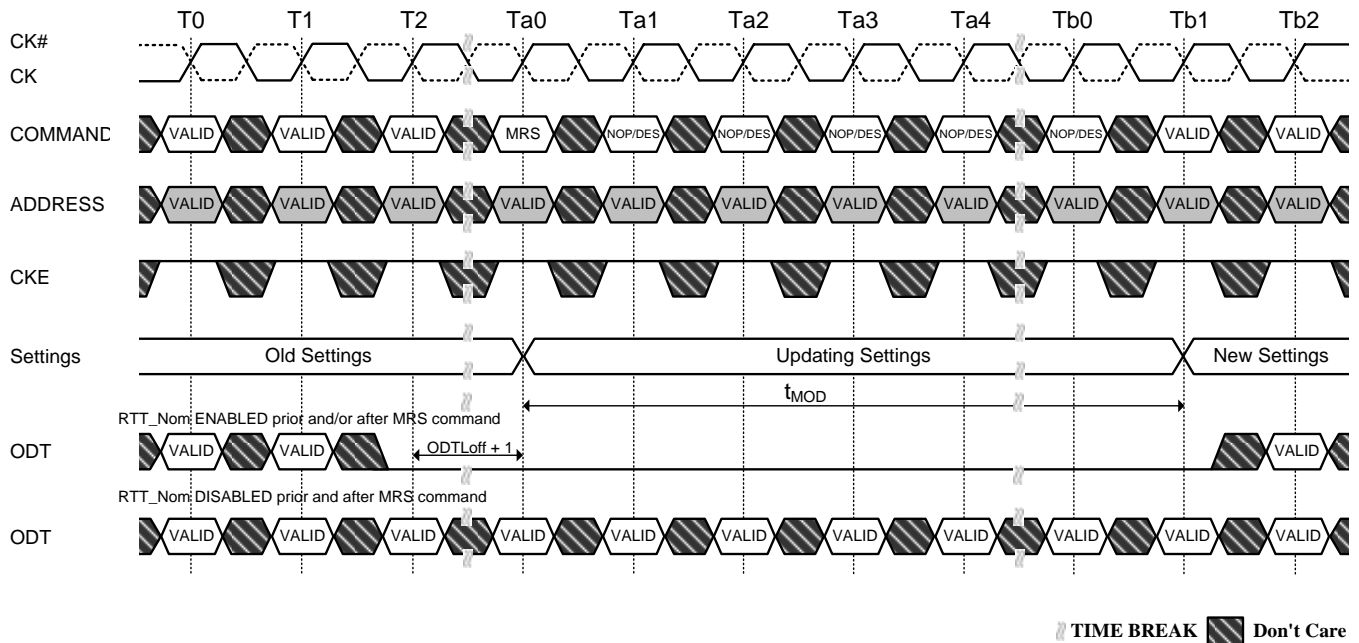 T0 T1 T2 Ta0 Ta1 Ta2 Ta3 Ta4 Tb0 Tb1 Tb2
CK#
CK
COMMAND VALID VALID VALID MRS NOP/DES NOP/DES NOP/DES NOP/DES NOP/DES VALID VALID
ADDRESS VALID VALID VALID VALID VALID VALID VALID VALID VALID VALID VALID
CKE
Settings Old Settings Updating Settings New Settings
tMOD
RTT_Nom ENABLED prior and/or after MRS command
ODT VALID VALID ODTLoff + 1 VALID
RTT_Nom DISABLED prior and after MRS command
ODT VALID VALID VALID VALID VALID VALID VALID VALID VALID VALID VALID
TIME BREAK Don't Care